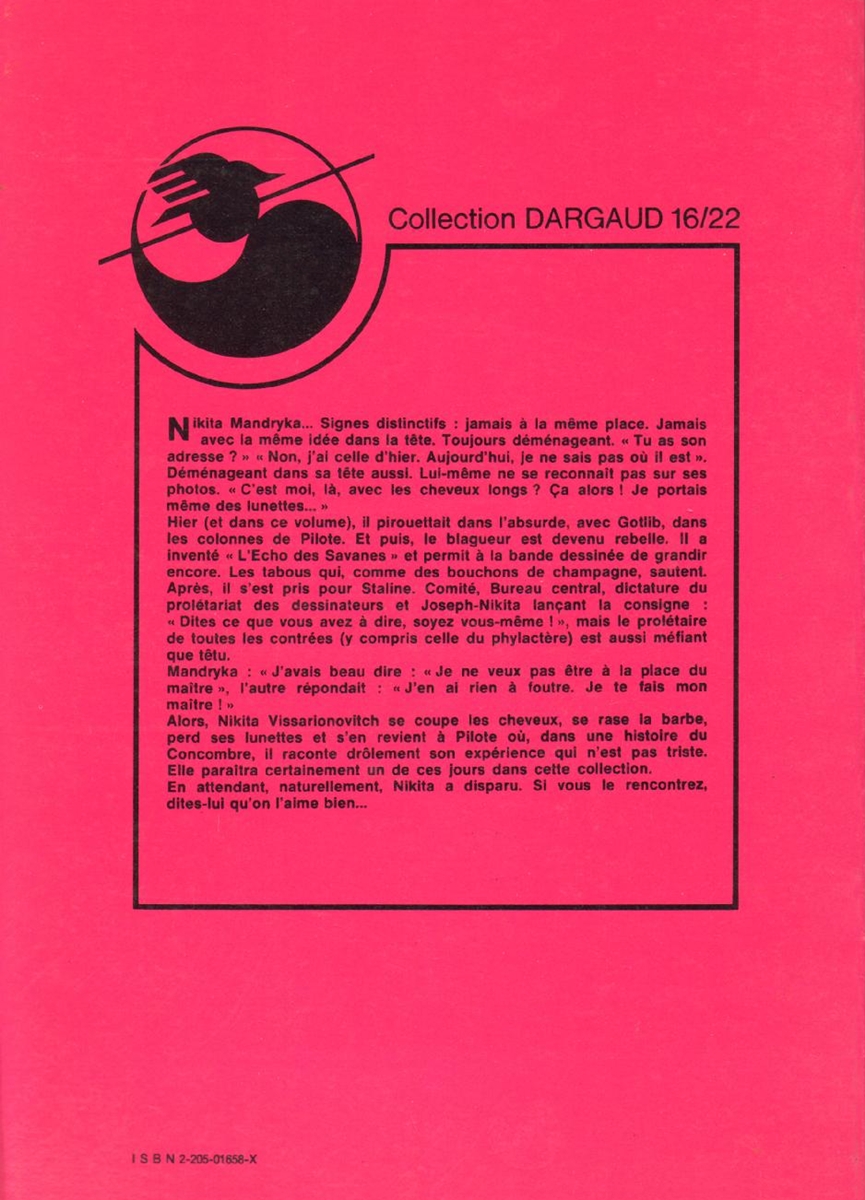 Collection DARGAUD 16/22
Nikita Mandryka... Signes distinctifs : jamais à la même place. Jamais
avec la même idée dans la tête. Toujours déménageant. « Tu as son
adresse ? » « Non, j'ai celle d'hier. Aujourd'hui, je ne sais pas où il est ».
Déménageant dans sa tête aussi. Lui-même ne se reconnaît pas sur ses
photos. « C'est moi, là, avec les cheveux longs ? Ça alors ! Je portais
même des lunettes... »
Hier (et dans ce volume), il pirouettait dans l'absurde, avec Gotlib, dans
les colonnes de Pilote. Et puis, le blagueur est devenu rebelle. Il a
inventé « L'Echo des Savanes » et permit à la bande dessinée de grandir
encore. Les tabous qui, comme des bouchons de champagne, sautent.
Après, il s'est pris pour Staline. Comité, Bureau central, dictature du
prolétariat des dessinateurs et Joseph-Nikita lançant la consigne :
« Dites ce que vous avez à dire, soyez vous-même ! », mais le prolétaire
de toutes les contrées (y compris celle du phylactère) est aussi méfiant
que têtu.
Mandryka : « J'avais beau dire : « Je ne veux pas être à la place du
maître », l'autre répondait : « J'en ai rien à foutre. Je te fais mon
maître ! »
Alors, Nikita Vissarionovitch se coupe les cheveux, se rase la barbe,
perd ses lunettes et s'en revient à Pilote où, dans une histoire du
Concombre, il raconte drôlement son expérience qui n'est pas triste.
Elle paraîtra certainement un de ces jours dans cette collection.
En attendant, naturellement, Nikita a disparu. Si vous le rencontrez,
dites-lui qu'on l'aime bien...
ISBN 2-205-01658-X